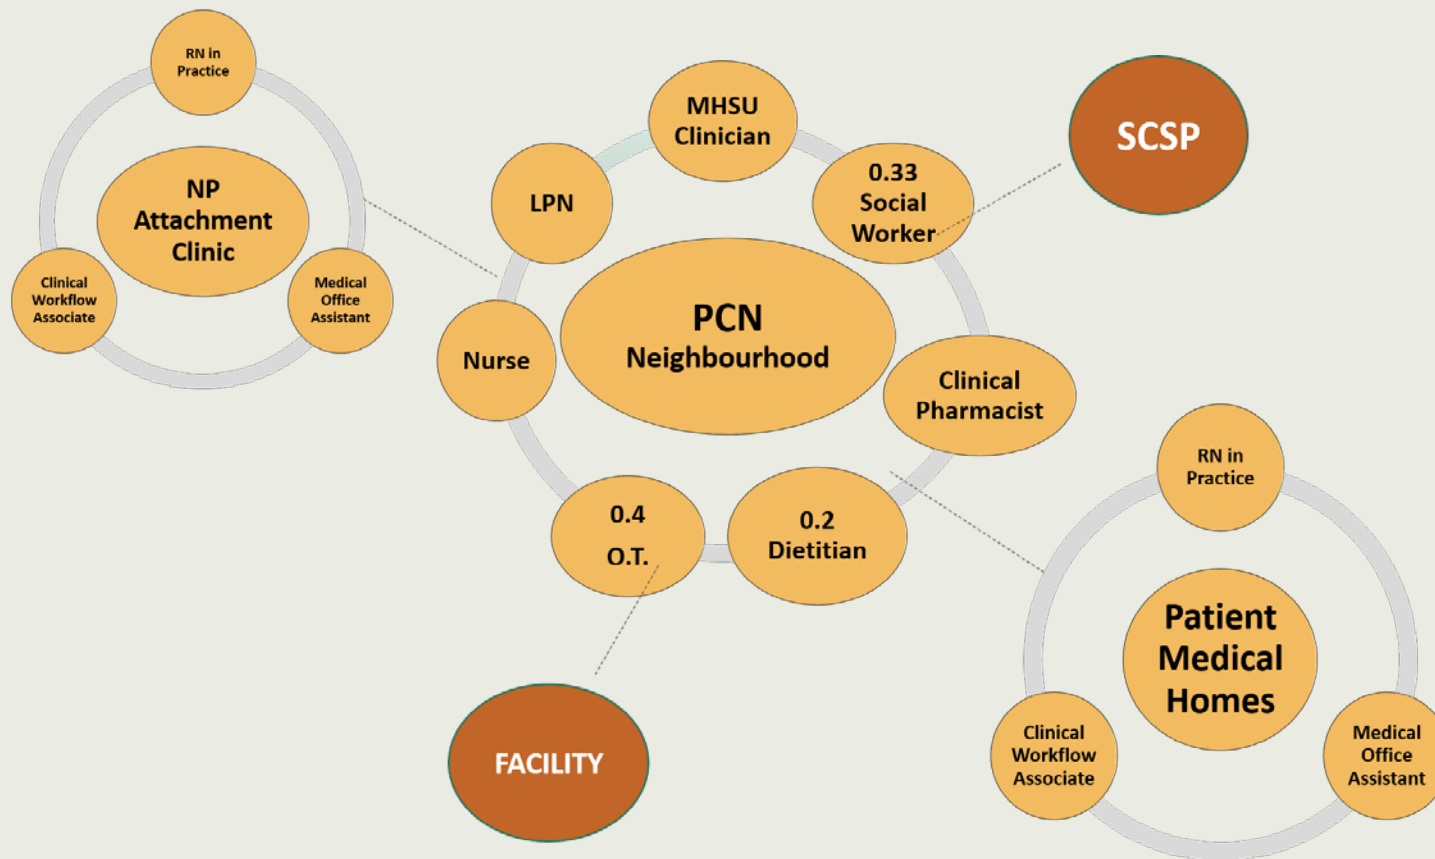 RN in
Practice
NP
Attachment
Clinic
Clinical
Workflow
Associate
Medical
Office
Assistant
MHSU
Clinician
LPN
0.33
Social
Worker
SCSP
PCN
Neighbourhood
Nurse
Clinical
Pharmacist
0.4
O.T.
0.2
Dietitian
FACILITY
RN in
Practice
Patient
Medical
Homes
Clinical
Workflow
Associate
Medical
Office
Assistant